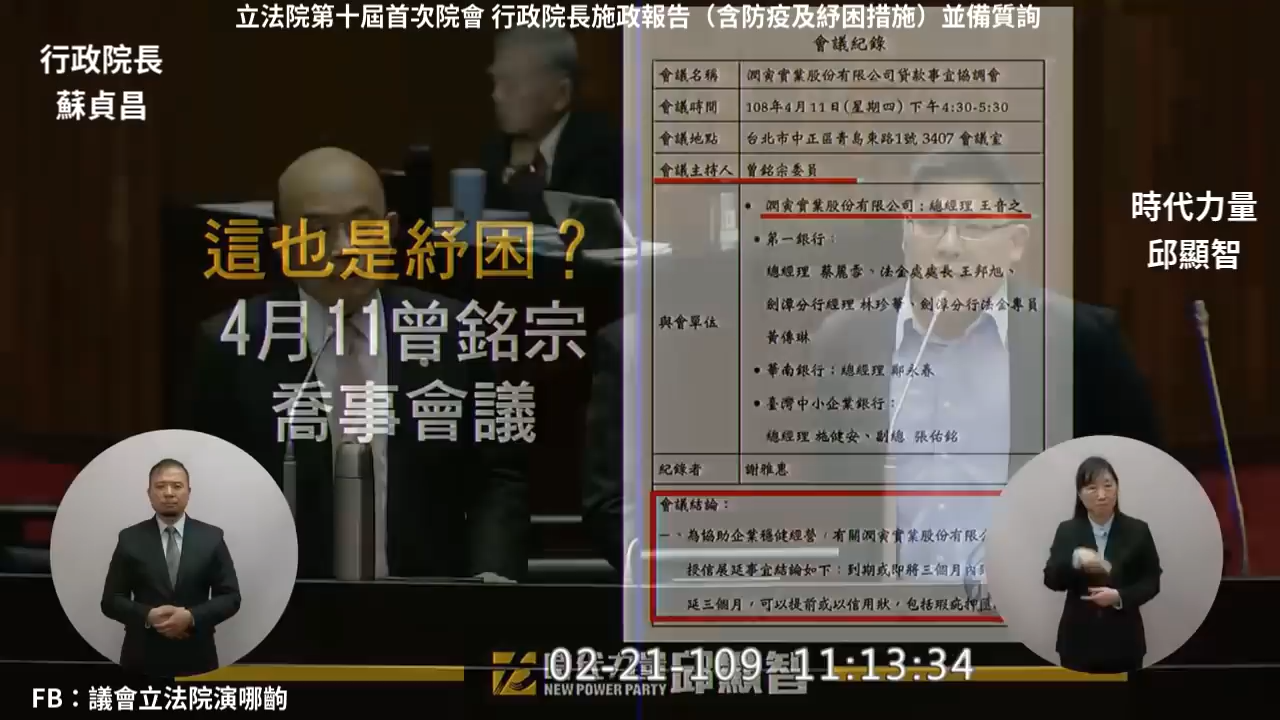 立法院第十屆首次院會 行政院長施政報告（含防疫及紓困措施）並備質詢
行政院長
蘇貞昌
時代力量
邱顯智
這也是紓困？
4月11曾銘宗
喬事會議
會議紀錄
會議名稱 潤寅實業股份有限公司貸款事宜協調會
會議時間 108年4月11日(星期四) 下午4:30-5:30
會議地點 台北市中正區青島東路1號 3407 會議室
會議主持人 曾銘宗委員
與會單位
• 潤寅實業股份有限公司：總經理 王音之
• 第一銀行：
總經理 蔡麗雪、法金處處長 王邦旭、
劍潭分行經理 林珍華、劍潭分行法金專員
黃傳琳
• 華南銀行：總經理 鄭永春
• 臺灣中小企業銀行：
總經理 施健安、副總 張佑銘
紀錄者 謝雅惠
會議結論：
一、為協助企業穩健經營，有關潤寅實業股份有限公
授信展延事宜結論如下：到期或即將三個月內
延三個月，可以提前或以信用狀，包括瑕疵押匯
邱顯智
NEW POWER PARTY
02-21-109 11:13:34
FB：議會立法院演哪齣